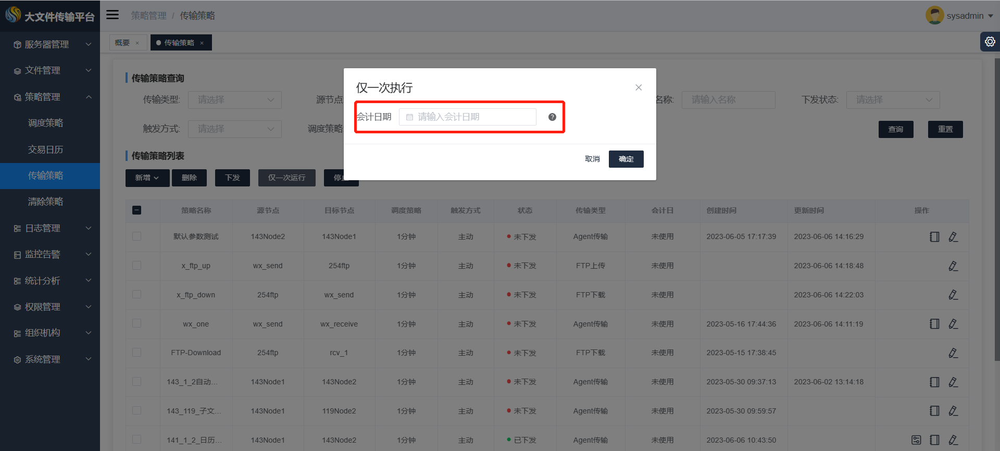 大文件传输平台
策略管理 / 传输策略
sysadmin
概要 ×
传输策略 ×
服务器管理
文件管理
策略管理
调度策略
交易日历
传输策略
清除策略
日志管理
监控告警
统计分析
权限管理
组织机构
系统管理
传输策略查询
传输类型: 请选择
源节点
名称: 请输入名称
下发状态: 请选择
触发方式: 请选择
调度策略
查询
重置
仅一次执行
会计日期 请输入会计日期
取消
确定
传输策略列表
新增
删除
下发
仅一次运行
停止
策略名称 源节点 目标节点 调度策略 触发方式 状态 传输类型 会计日 创建时间 更新时间 操作
默认参数测试 143Node2 143Node1 1分钟 主动 未下发 Agent传输 未使用 2023-06-05 17:17:39 2023-06-06 14:16:29
x_ftp_up wx_send 254ftp 1分钟 主动 未下发 FTP上传 未使用 2023-06-06 14:18:48
x_ftp_down 254ftp wx_send 1分钟 主动 未下发 FTP下载 未使用 2023-06-06 14:22:03
wx_one wx_send wx_receive 1分钟 主动 未下发 Agent传输 未使用 2023-05-16 17:44:36 2023-06-06 14:11:19
FTP-Download 254ftp rcv_1 1分钟 主动 未下发 FTP下载 未使用 2023-05-15 17:38:45
143_1_2自动... 143Node1 143Node2 1分钟 主动 未下发 Agent传输 未使用 2023-05-30 09:37:13 2023-06-02 13:14:18
143_119_子文... 143Node1 119Node2 1分钟 主动 未下发 Agent传输 未使用 2023-05-30 09:59:57
141_1_2_日历... 143Node1 143Node2 1分钟 主动 已下发 Agent传输 未使用 2023-06-06 10:43:50